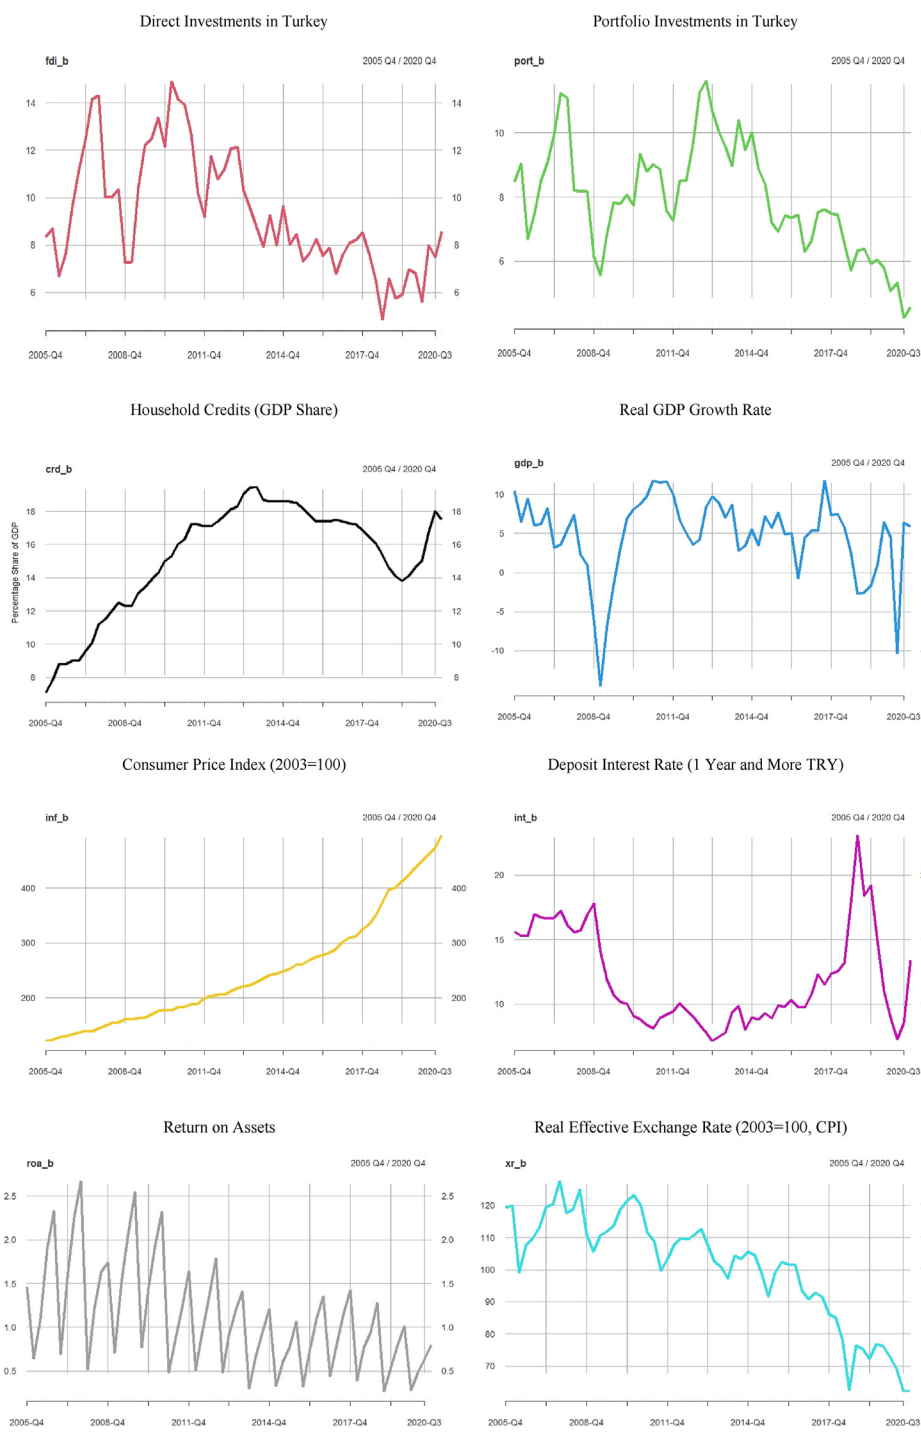 Direct Investments in Turkey
fdi_b 2005 Q4 / 2020 Q4
14 14
12 12
10 10
8 8
6 6
2005-Q4 2008-Q4 2011-Q4 2014-Q4 2017-Q4 2020-Q3
Portfolio Investments in Turkey
port_b 2005 Q4 / 2020 Q4
10
8
6
2005-Q4 2008-Q4 2011-Q4 2014-Q4 2017-Q4 2020-Q3
Household Credits (GDP Share)
crd_b 2005 Q4 / 2020 Q4
Percentage Share of GDP
18 18
16 16
14 14
12 12
10 10
8 8
2005-Q4 2008-Q4 2011-Q4 2014-Q4 2017-Q4 2020-Q3
Real GDP Growth Rate
gdp_b 2005 Q4 / 2020 Q4
10
5
0
-5
-10
2005-Q4 2008-Q4 2011-Q4 2014-Q4 2017-Q4 2020-Q3
Consumer Price Index (2003=100)
inf_b 2005 Q4 / 2020 Q4
400 400
300 300
200 200
2005-Q4 2008-Q4 2011-Q4 2014-Q4 2017-Q4 2020-Q3
Deposit Interest Rate (1 Year and More TRY)
int_b 2005 Q4 / 2020 Q4
20
15
10
2005-Q4 2008-Q4 2011-Q4 2014-Q4 2017-Q4 2020-Q3
Return on Assets
roa_b 2005 Q4 / 2020 Q4
2.5 2.5
2.0 2.0
1.5 1.5
1.0 1.0
0.5 0.5
2005-Q4 2008-Q4 2011-Q4 2014-Q4 2017-Q4 2020-Q3
Real Effective Exchange Rate (2003=100, CPI)
xr_b 2005 Q4 / 2020 Q4
120
110
100
90
80
70
2005-Q4 2008-Q4 2011-Q4 2014-Q4 2017-Q4 2020-Q3